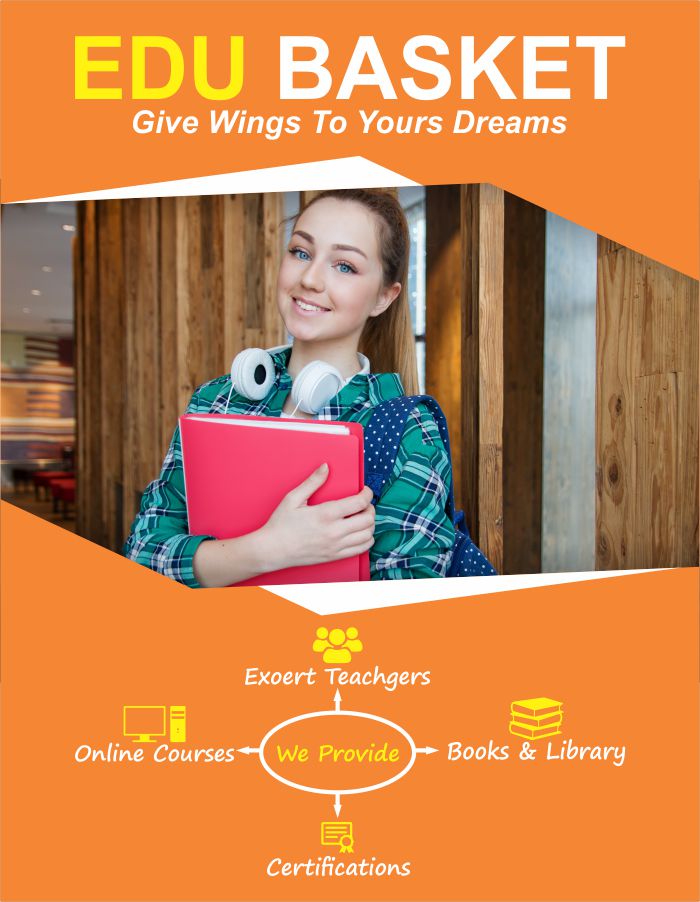 EDU BASKET
Give Wings To Yours Dreams
Exoert Teachgers
Online Courses
We Provide
Books & Library
Certifications